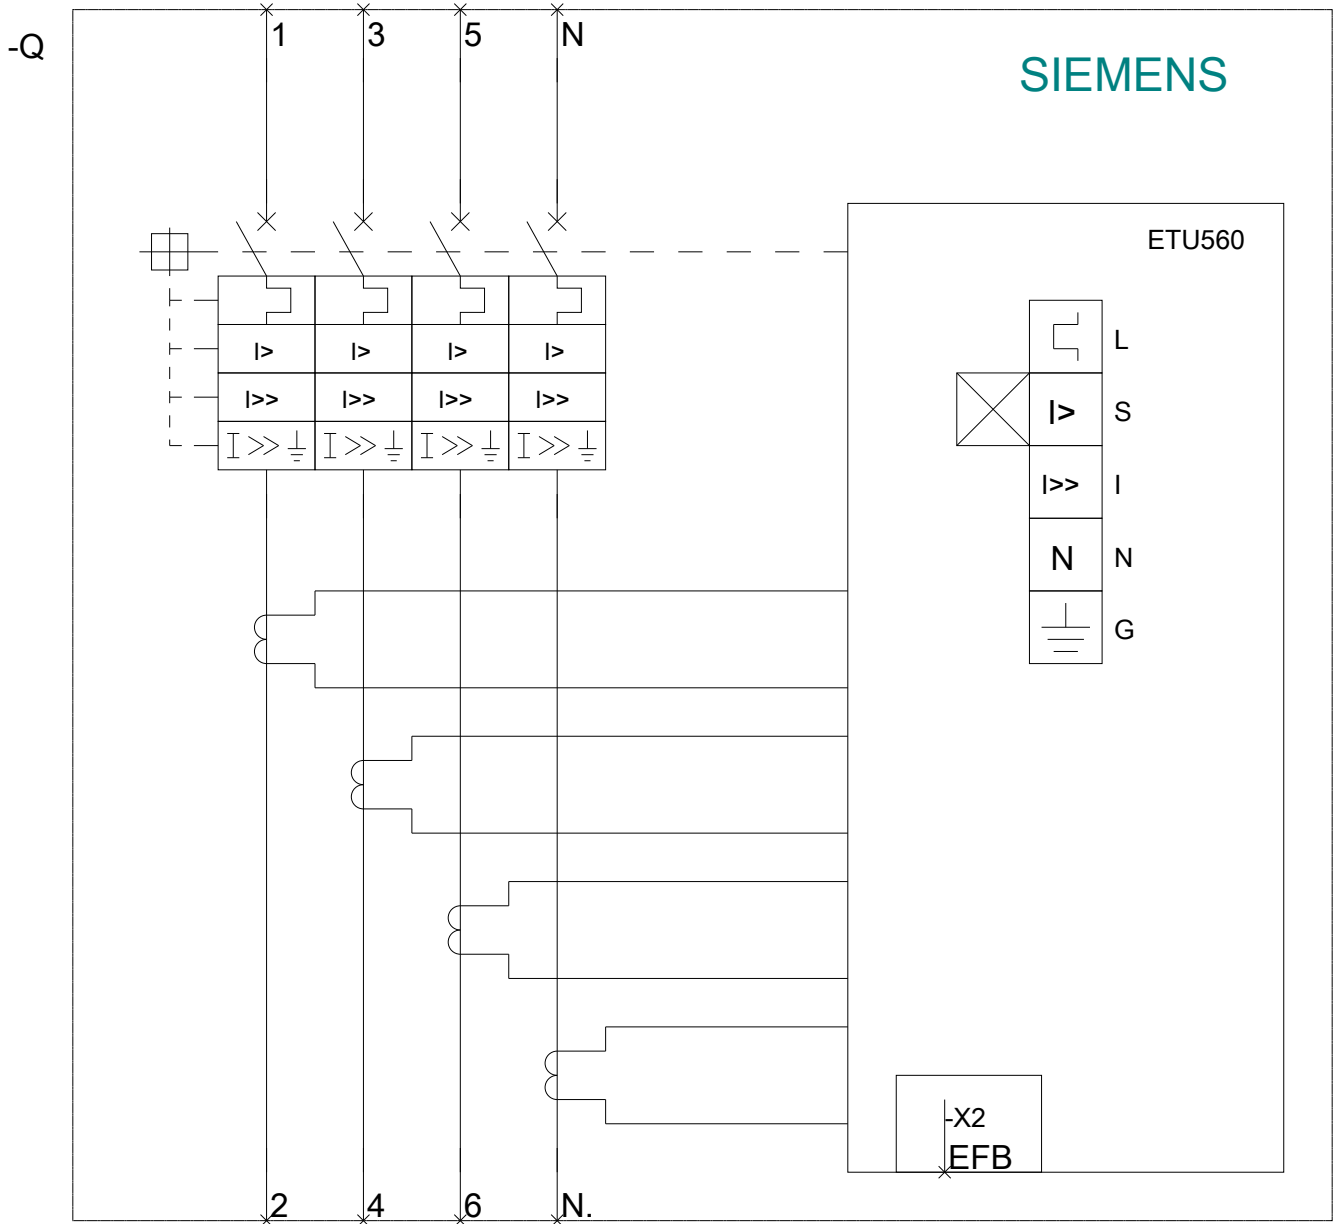 1 3 5 N
-Q
SIEMENS
ETU560
I> I> I> I>
I>> I>> I>> I>>
I >> I >> I >> I >>
L
I> S
I>> I
N N
G
-X2
EFB
2 4 6 N.